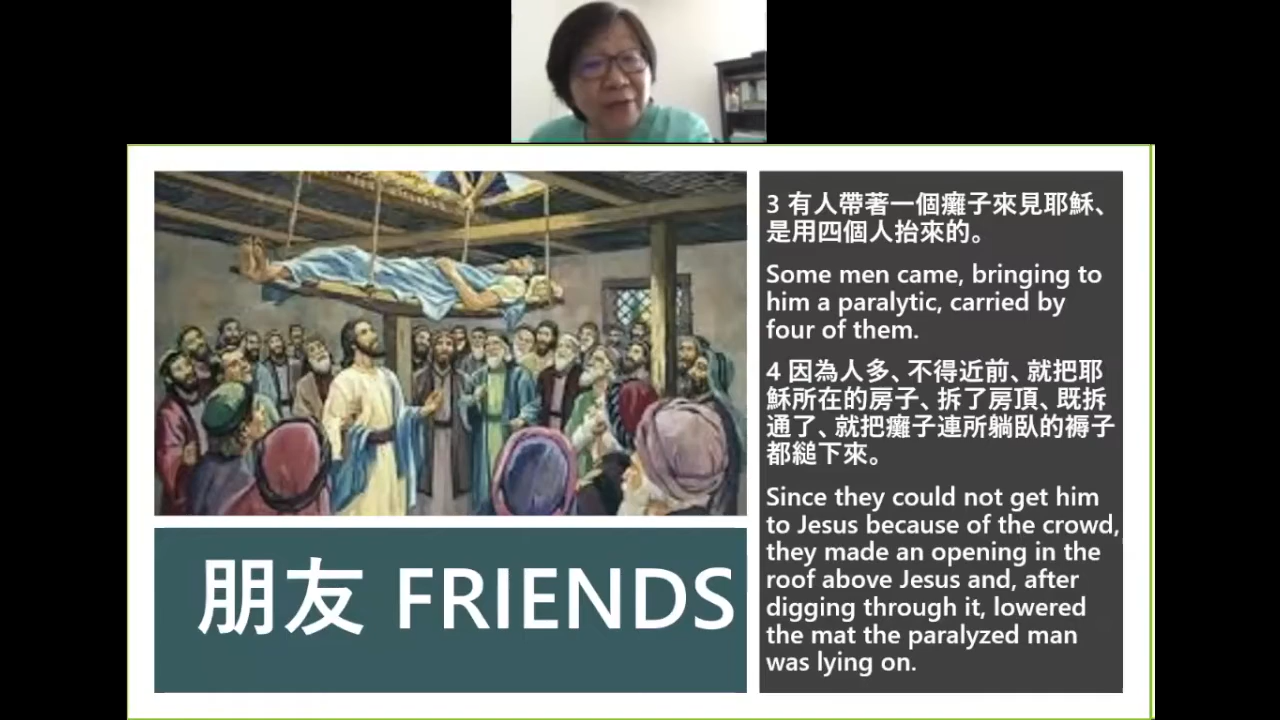 3 有人帶著一個癱子來見耶穌、
是用四個人抬來的。
Some men came, bringing to
him a paralytic, carried by
four of them.
4 因為人多、不得近前、就把耶
穌所在的房子、拆了房頂、既拆
通了、就把癱子連所躺臥的褥子
都縋下來。
Since they could not get him
to Jesus because of the crowd,
they made an opening in the
roof above Jesus and, after
digging through it, lowered
the mat the paralyzed man
was lying on.
朋友 FRIENDS